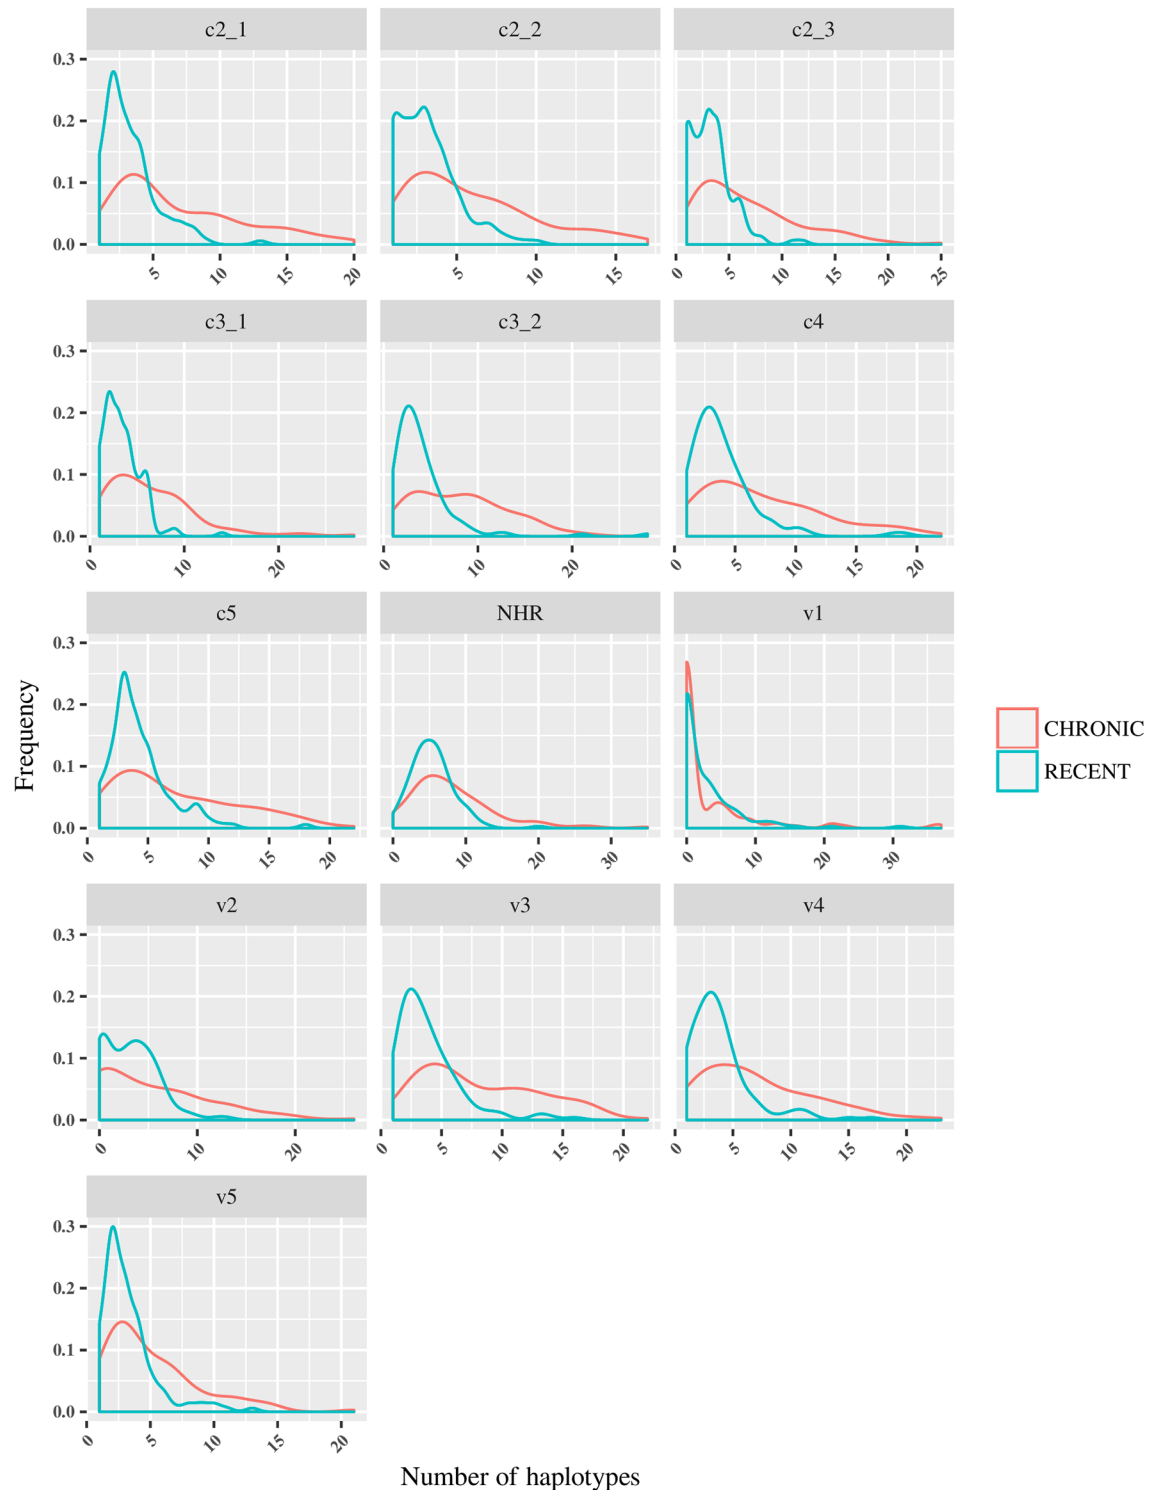 c2_1 c2_2 c2_3
0.3
0.2
0.1
0.0
5 10 15 20 5 10 15 0 5 10 15 20 25
c3_1 c3_2 c4
0.3
0.2
0.1
0.0
0 10 20 0 10 20 0 5 10 15 20
c5 NHR v1
0.3
0.2
0.1
0.0
0 5 10 15 20 0 10 20 30 0 10 20 30
Frequency
CHRONIC
RECENT
v2 v3 v4
0.3
0.2
0.1
0.0
0 10 20 0 5 10 15 20 0 5 10 15 20
v5
0.3
0.2
0.1
0.0
0 5 10 15 20
Number of haplotypes